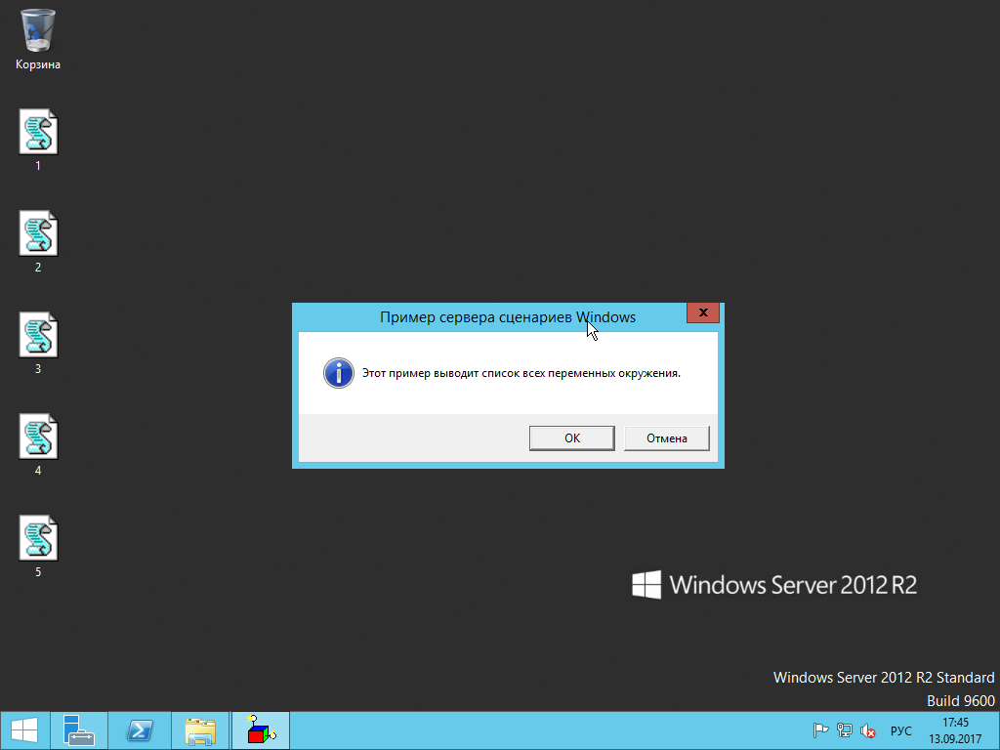 Корзина
1
2
3
4
5
Пример сервера сценариев Windows
Этот пример выводит список всех переменных окружения.
OK
Отмена
Windows Server 2012 R2
Windows Server 2012 R2 Standard
Build 9600
РУС
17:45
13.09.2017